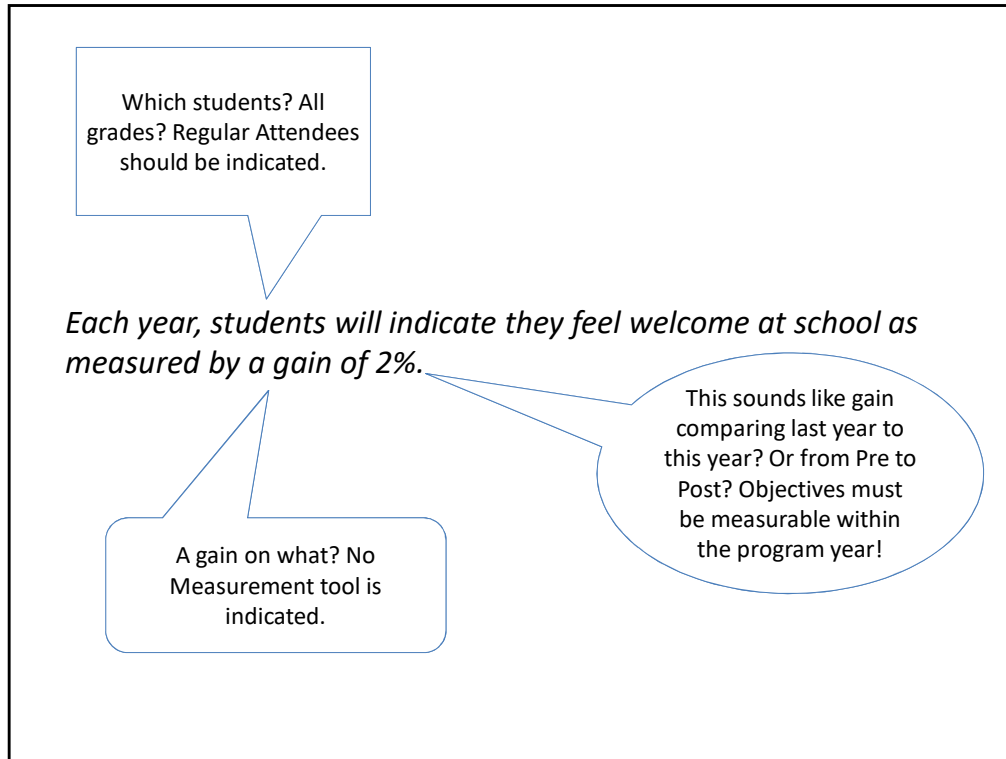 Which students? All
grades? Regular Attendees
should be indicated.
Each year, students will indicate they feel welcome at school as
measured by a gain of 2%.
This sounds like gain
comparing last year to
this year? Or from Pre to
Post? Objectives must
be measurable within
the program year!
A gain on what? No
Measurement tool is
indicated.